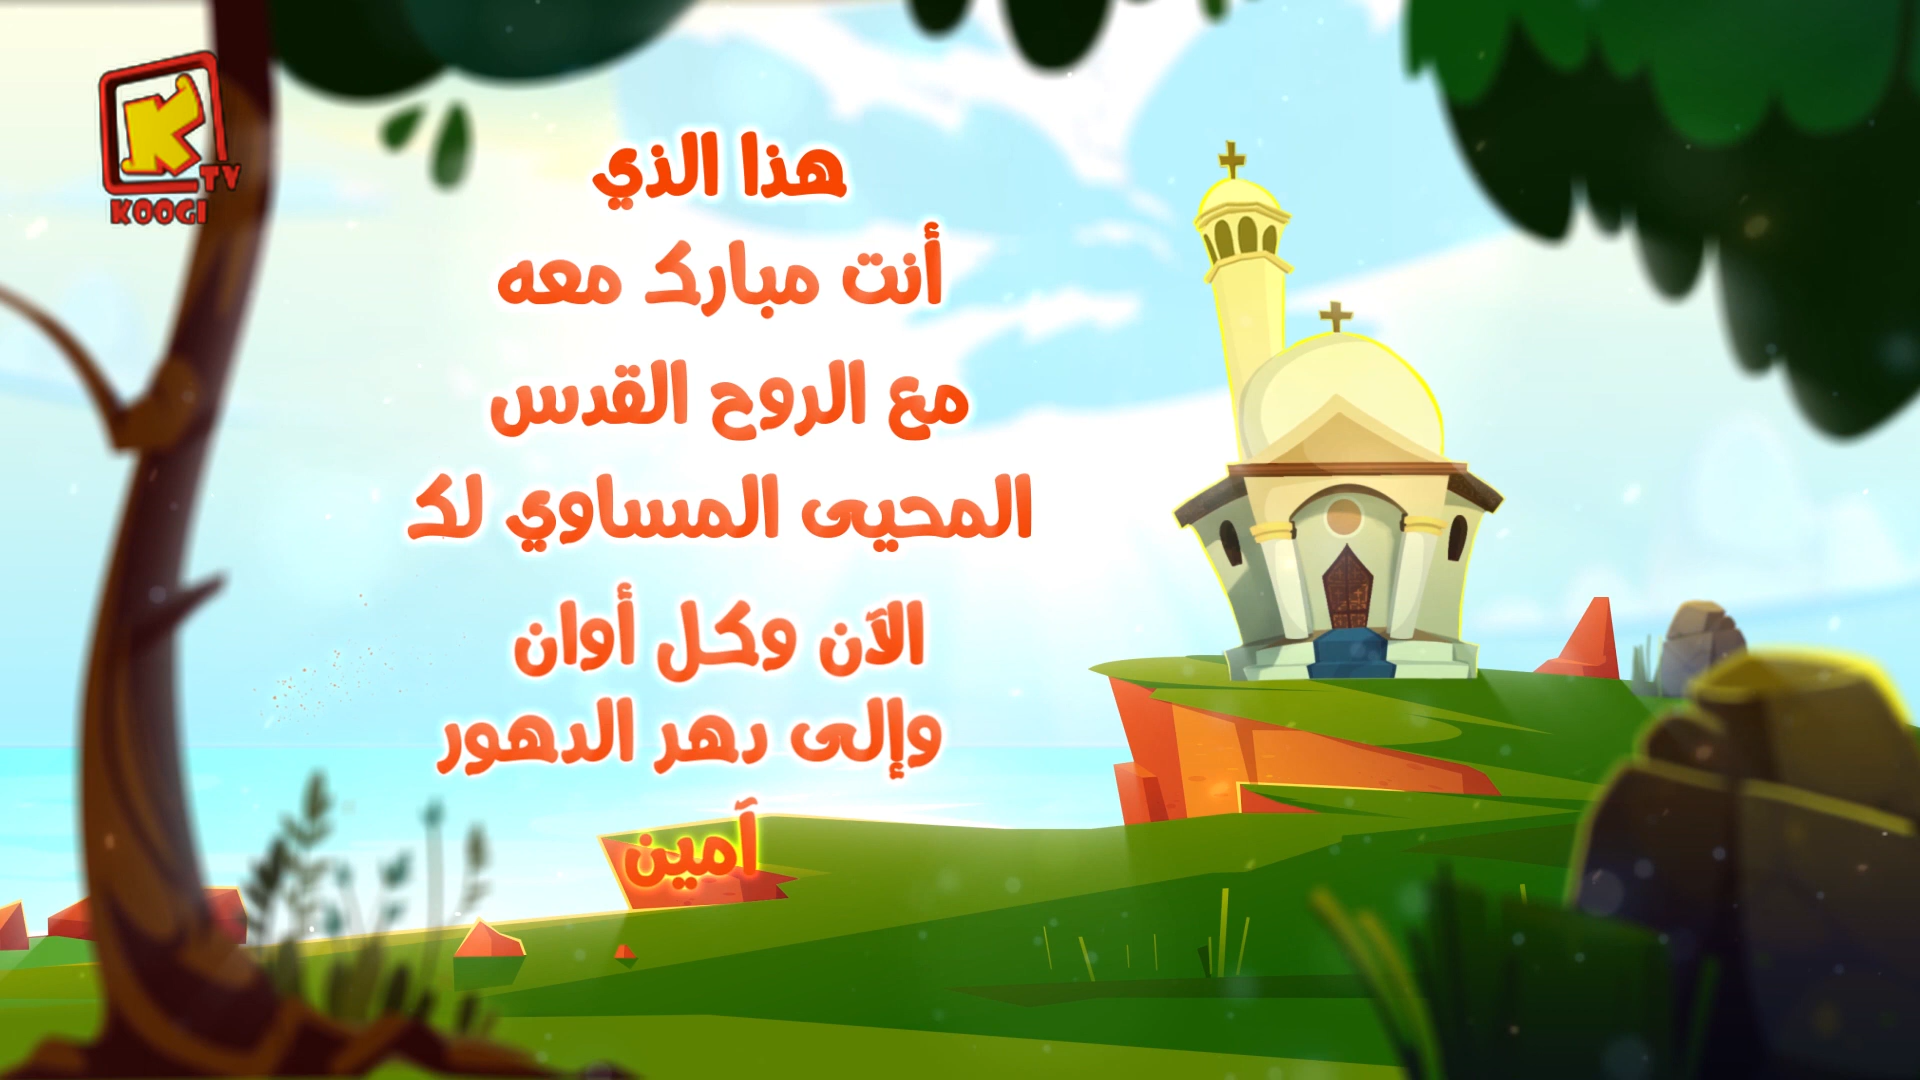 هذا الذي
أنت مبارك معه
مع الروح القدس
المحيى المساوي لك
الآن وكل أوان
وإلى دهر الدهور
آمين
K
TV
KOOGI